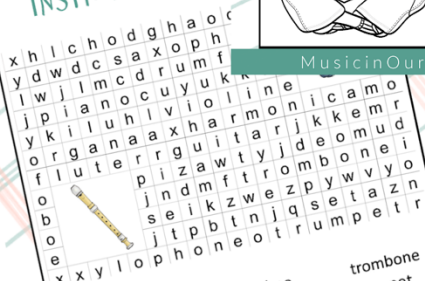 INST
MusicinOur
x h l c h o d g h a o
y d w d c s a x o p h
l w j l m c d r u m f
j p i a n o c u y u k
y k i l u h l v i o l i n e
o r g a n a a x h a r m o n i c a m o
f l u t e r r g u i t a r j k k e m r
o p i z a w t y j d e o m u d
b j n d m f t r o m b o n e i
o s e i k z w e z p y w v y o
e j t p b t n j q s e t a z n
x x y l o p h o n e o t r u m p e t r
trombone